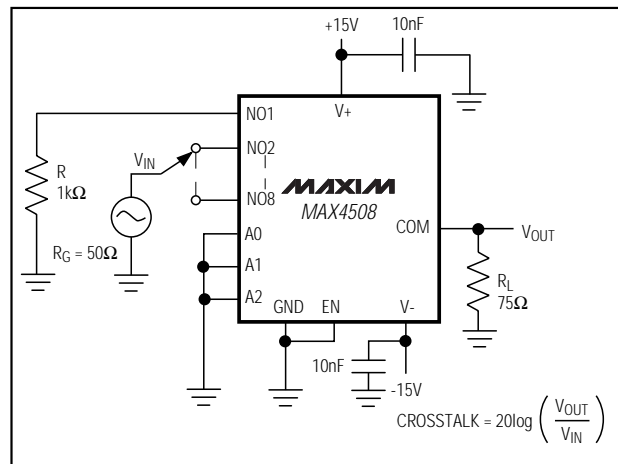 +15V
10nF
V+
NO1
NO2
NO8
VIN
R
1kΩ
RG = 50Ω
MAXIM
MAX4508
COM
VOUT
RL
75Ω
A0
A1
A2
GND
EN
V-
10nF
-15V
CROSSTALK = 20log (VOUT
VIN)